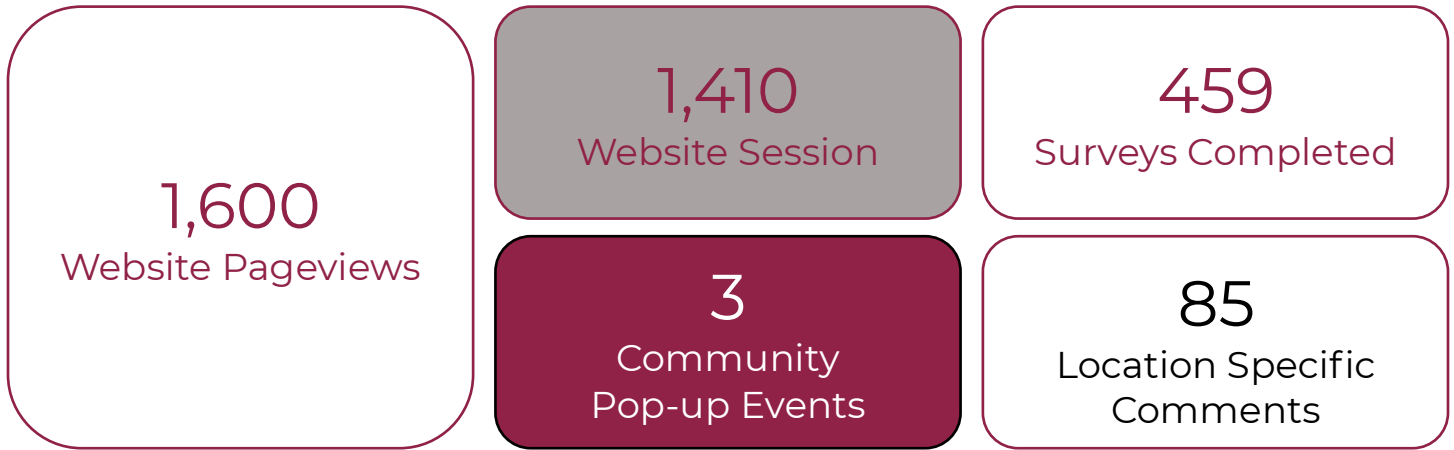 1,600
Website Pageviews
1,410
Website Session
459
Surveys Completed
3
Community
Pop-up Events
85
Location Specific
Comments